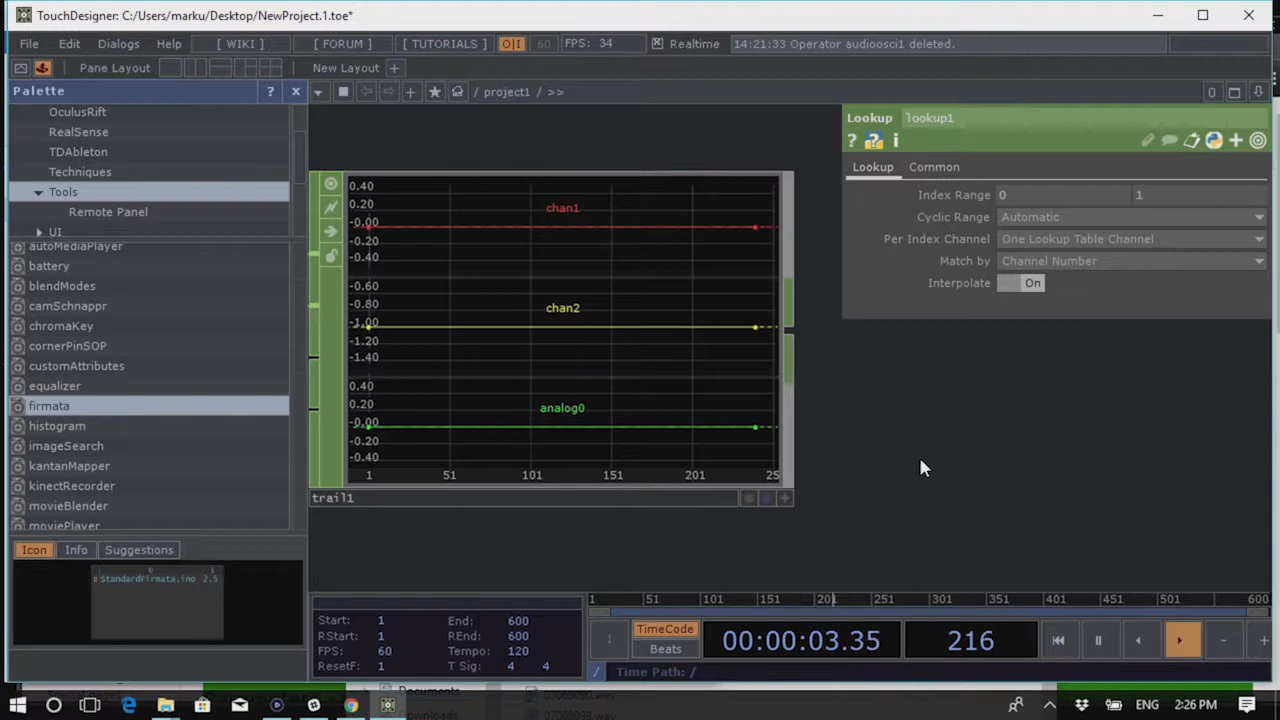 TouchDesigner: C:/Users/marku/Desktop/NewProject.1.toe*
File Edit Dialogs Help [ WIKI ] [ FORUM ] [ TUTORIALS ] O|I 60 FPS: 34 Realtime 14:21:33 Operator audioosci1 deleted.
Pane Layout New Layout +
Palette ? x
/ project1 / >> 0
OculusRift
RealSense
TDAbleton
Techniques
Tools
Remote Panel
UI
autoMediaPlayer
battery
blendModes
camSchnappr
chromaKey
cornerPinSOP
customAttributes
equalizer
firmata
histogram
imageSearch
kantanMapper
kinectRecorder
movieBlender
moviePlayer
Icon Info Suggestions
0 1
0 StandardFirmata.ino 2.5
0.40
0.20
-0.00
-0.20
-0.40
chan1
-0.60
-0.80
-1.00
-1.20
-1.40
chan2
0.40
0.20
-0.00
-0.20
-0.40
analog0
1 51 101 151 201 25
trail1
Lookup lookup1
? ? i
Lookup Common
Index Range 0 1
Cyclic Range Automatic
Per Index Channel One Lookup Table Channel
Match by Channel Number
Interpolate On
Start: 1 End: 600
RStart: 1 REnd: 600
FPS: 60 Tempo: 120
ResetF: 1 T Sig: 4 4
1 51 101 151 201 251 301 351 401 451 501 600
TimeCode
Beats
00:00:03.35 216
/ Time Path: /
Documents
ENG 2:26 PM